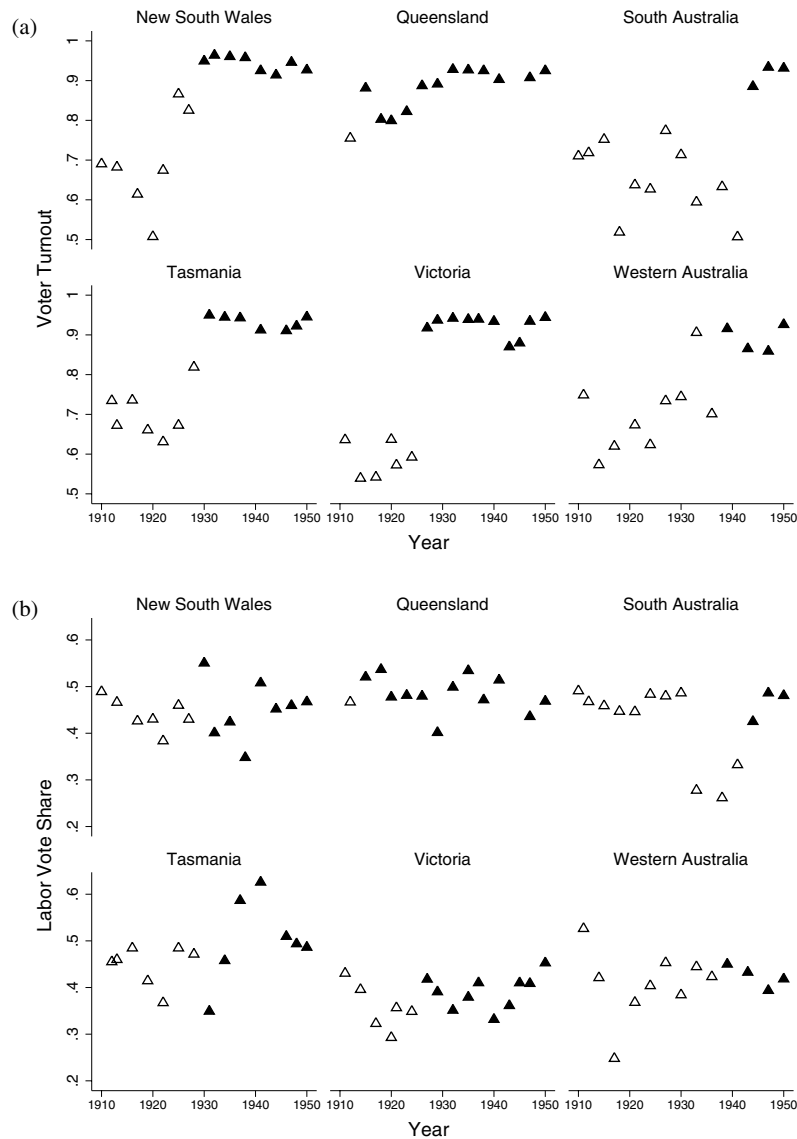 (a)
New South Wales Queensland South Australia
1
.9
.8
.7
.6
.5
Voter Turnout
Tasmania Victoria Western Australia
1
.9
.8
.7
.6
.5
1910 1920 1930 1940 1950 1910 1920 1930 1940 1950 1910 1920 1930 1940 1950
Year
(b)
New South Wales Queensland South Australia
.6
.5
.4
.3
.2
Labor Vote Share
Tasmania Victoria Western Australia
.6
.5
.4
.3
.2
1910 1920 1930 1940 1950 1910 1920 1930 1940 1950 1910 1920 1930 1940 1950
Year